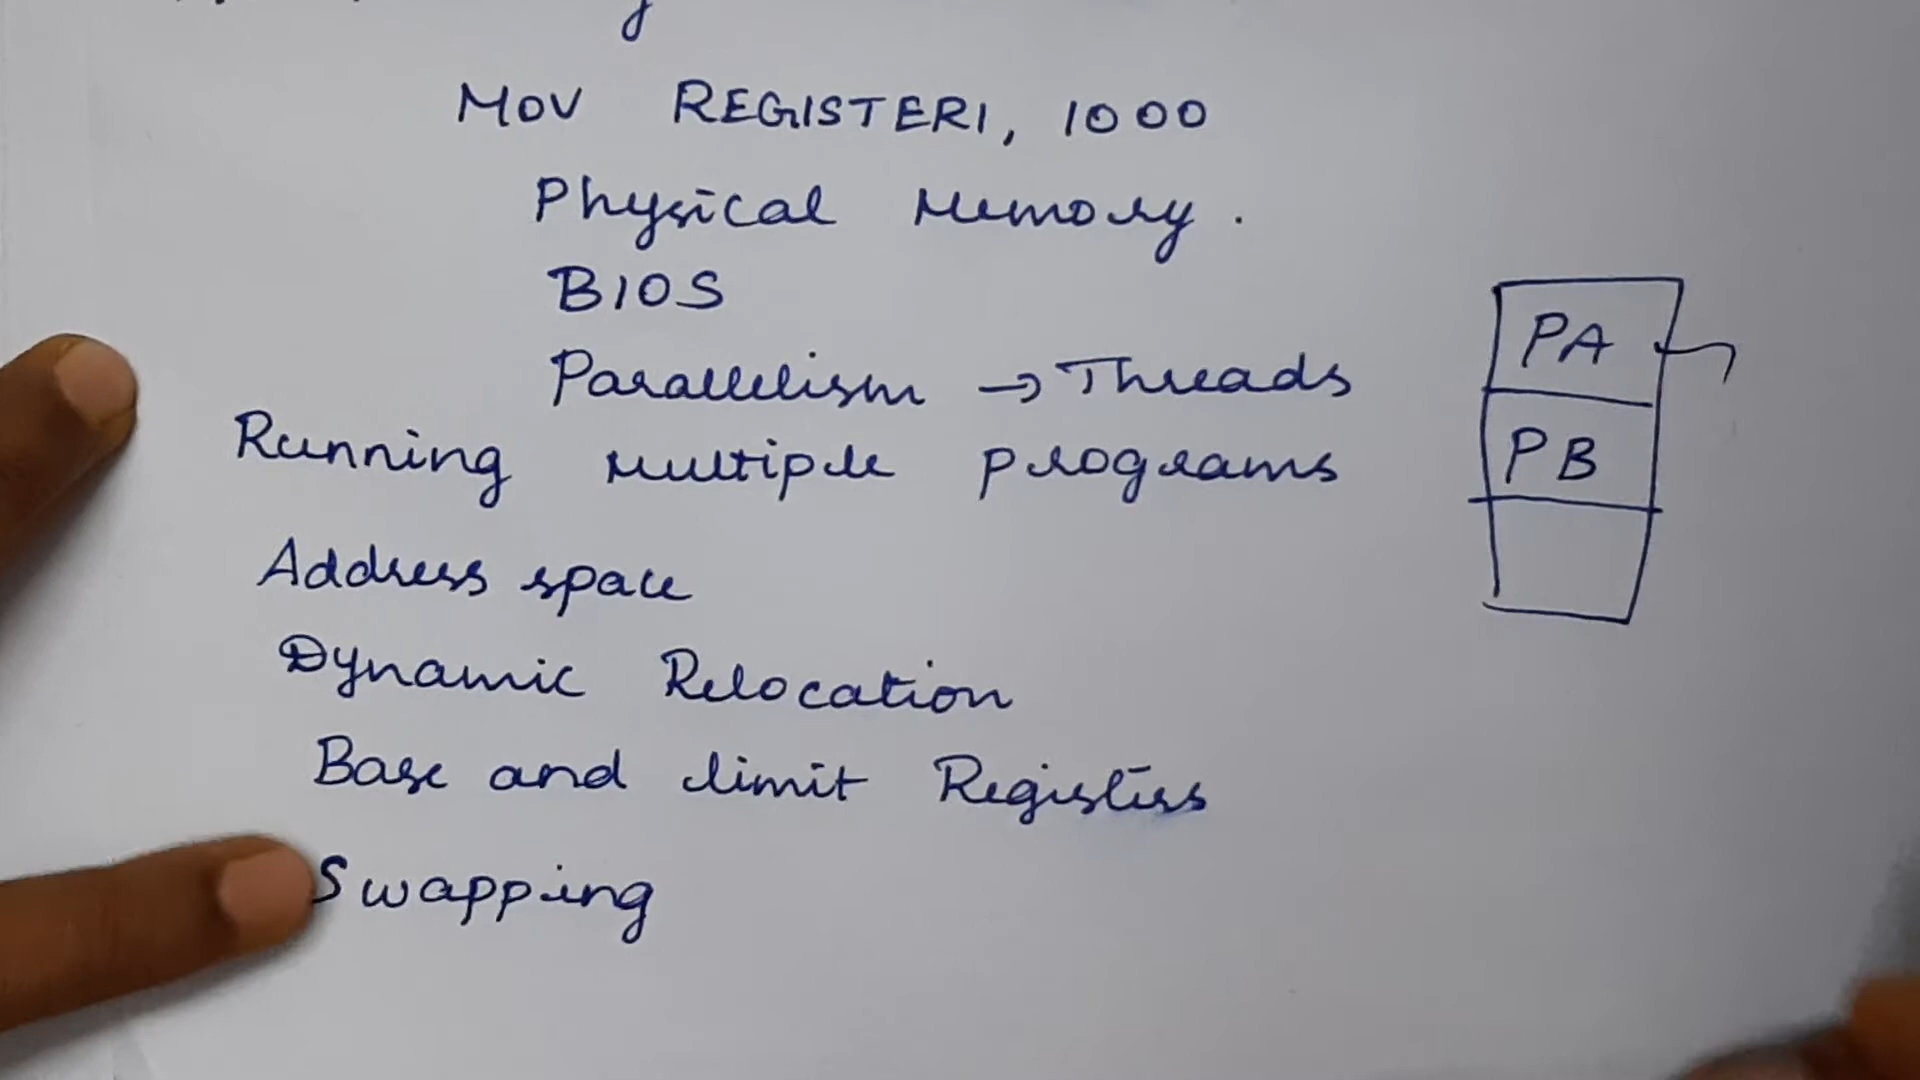 MOV REGISTER1, 1000
Physical Memory.
BIOS
Parallelism → Threads
Running multiple programs
Address space
Dynamic Relocation
Base and limit Registers
Swapping
PA
PB